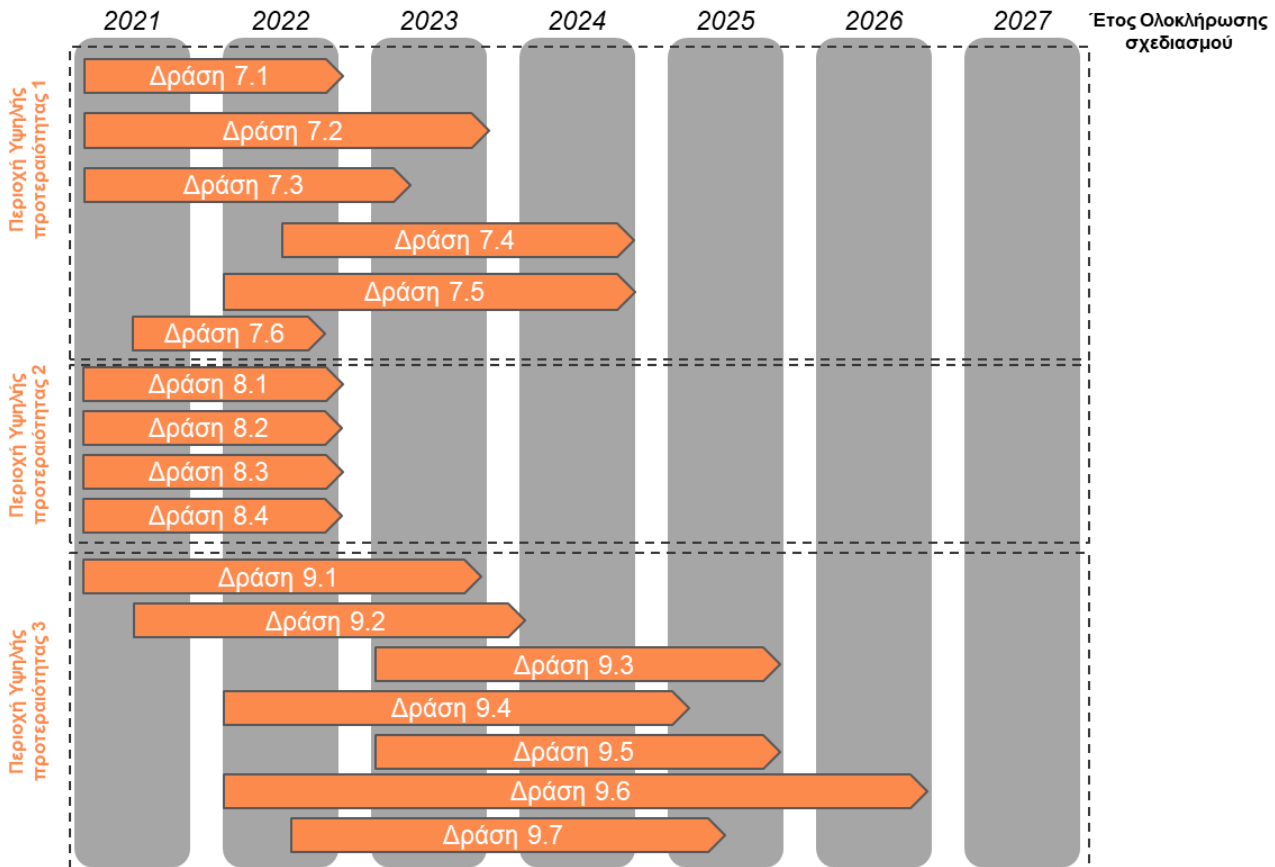 2021 2022 2023 2024 2025 2026 2027 Έτος Ολοκλήρωσης
σχεδιασμού
Περιοχή Υψηλής
προτεραιότητας 1
Δράση 7.1
Δράση 7.2
Δράση 7.3
Δράση 7.4
Δράση 7.5
Δράση 7.6
Περιοχή Υψηλής
προτεραιότητας 2
Δράση 8.1
Δράση 8.2
Δράση 8.3
Δράση 8.4
Περιοχή Υψηλής
προτεραιότητας 3
Δράση 9.1
Δράση 9.2
Δράση 9.3
Δράση 9.4
Δράση 9.5
Δράση 9.6
Δράση 9.7